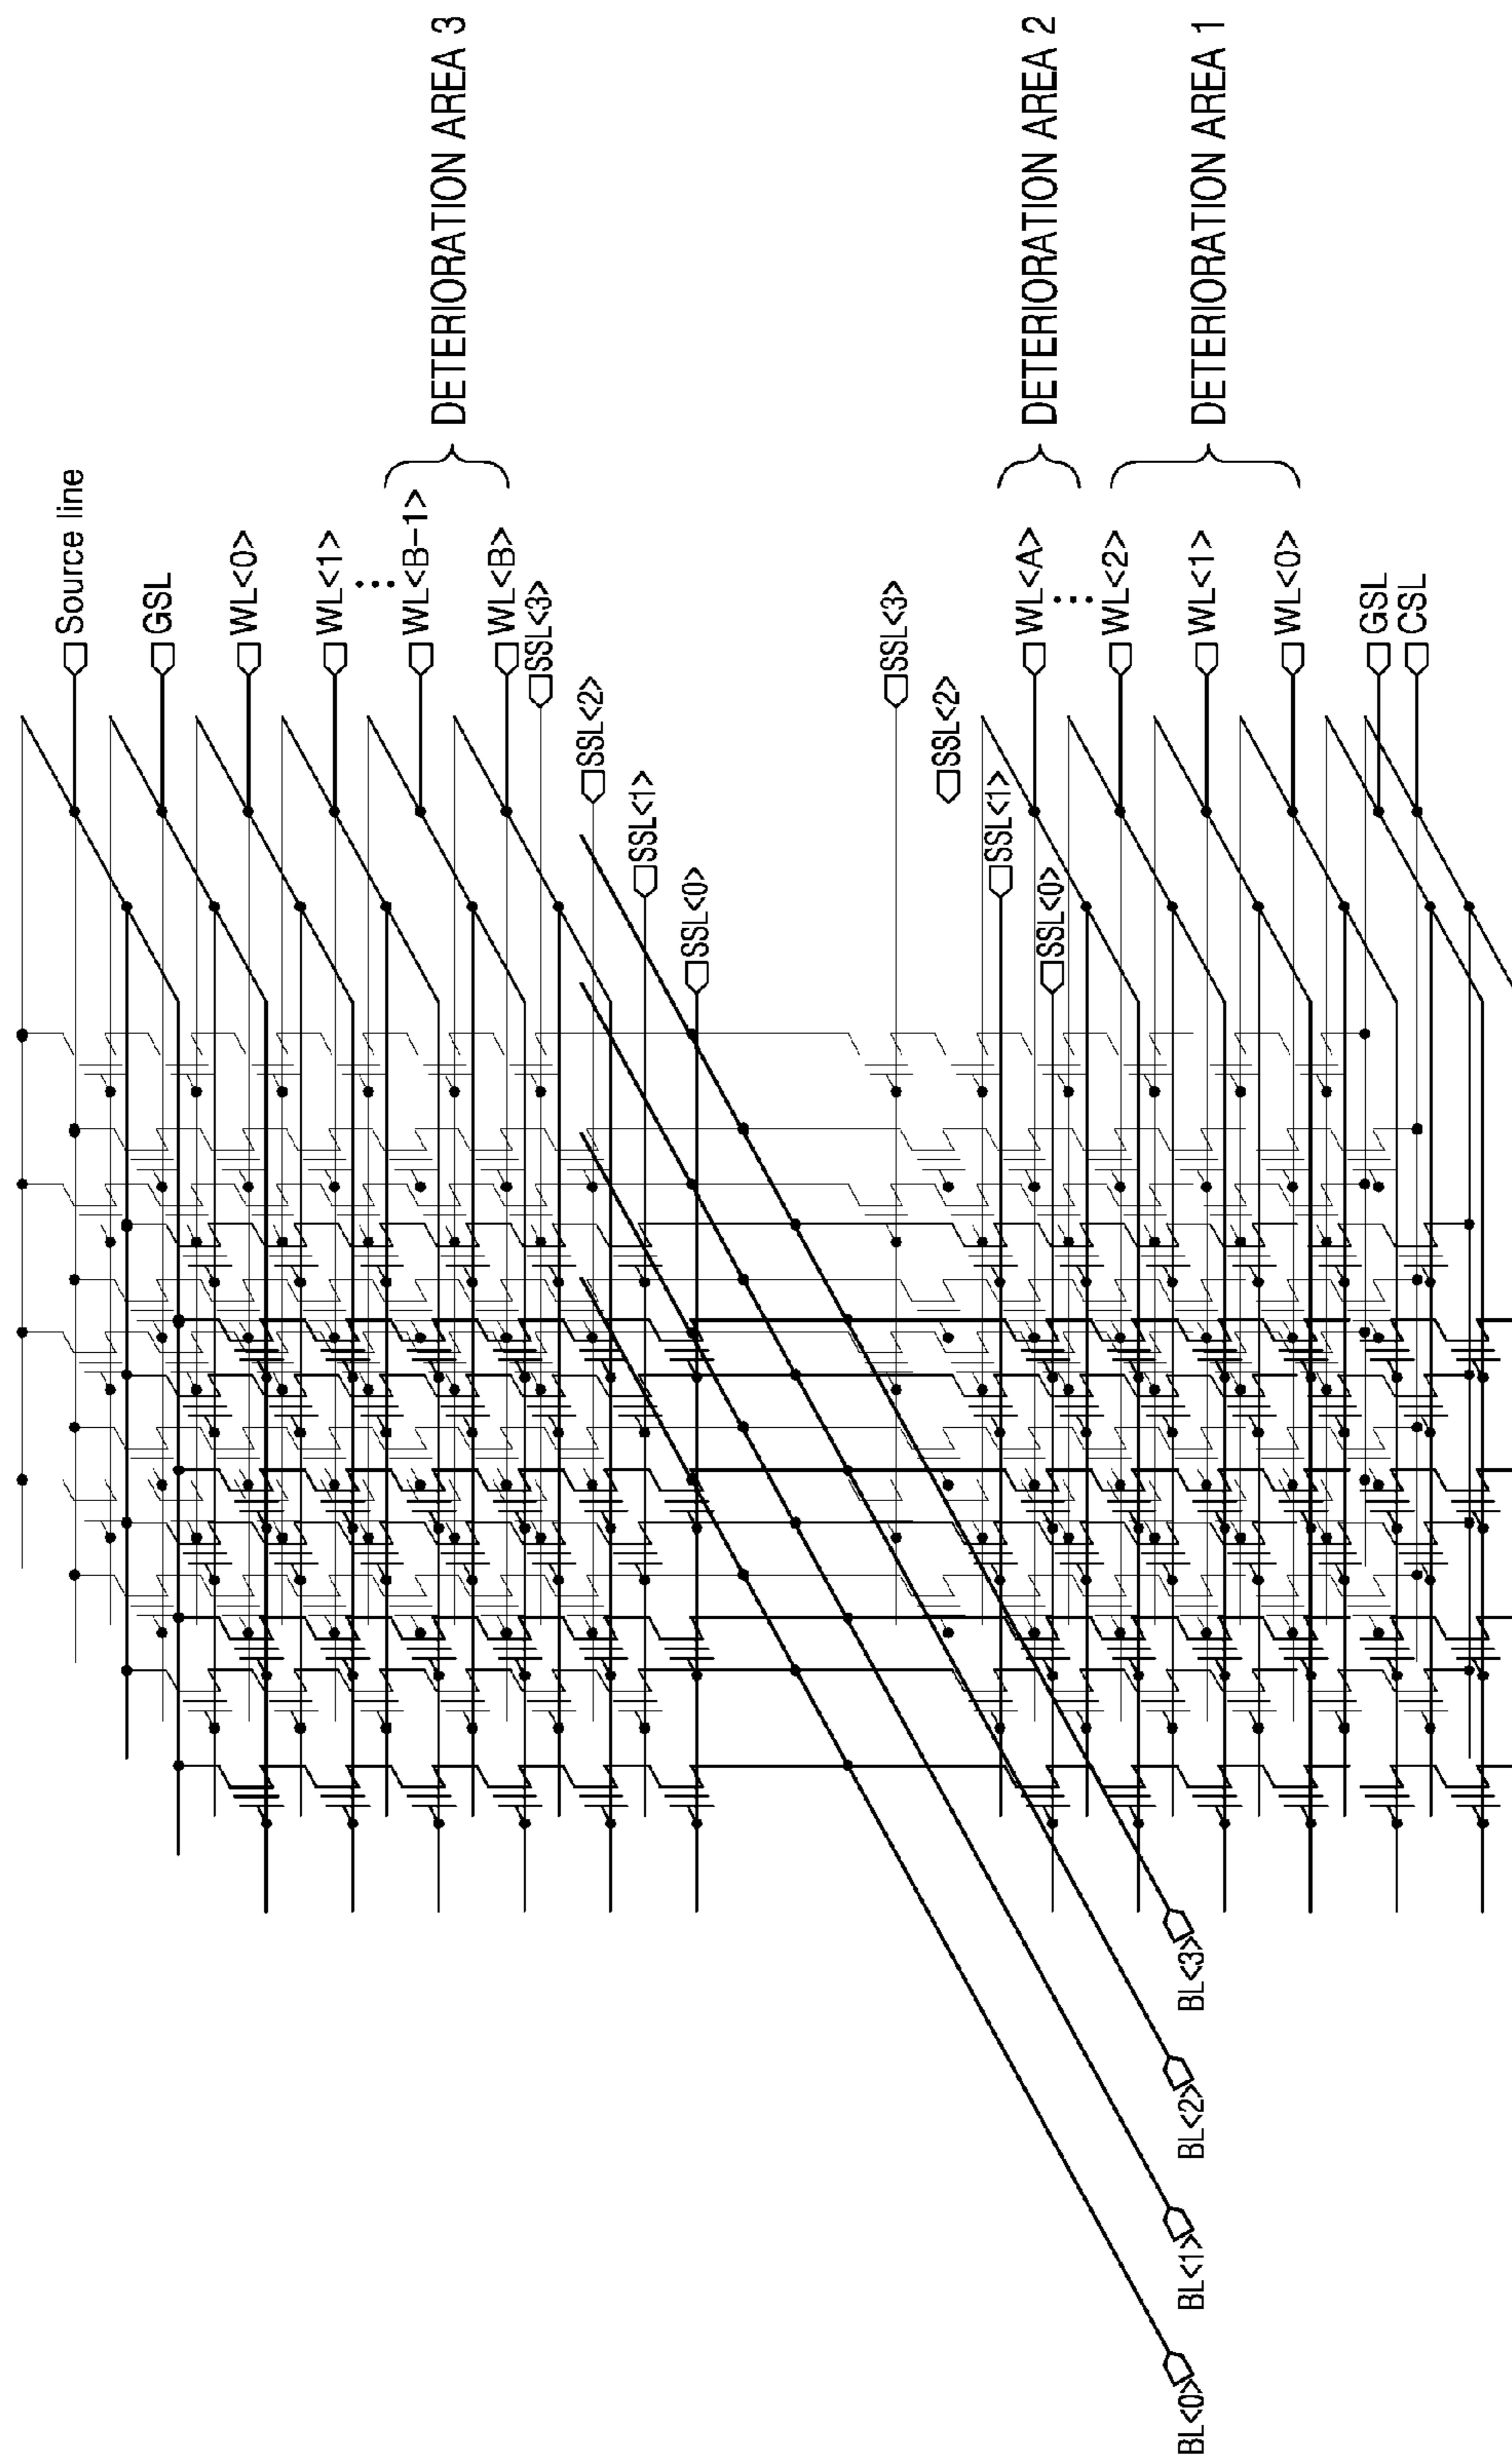 Source line
GSL
WL<0>
WL<1>
WL<B-1>
WL<B>
DETERIORATION AREA 3
SSL<3>
SSL<2>
SSL<1>
SSL<0>
SSL<3>
SSL<2>
SSL<1>
SSL<0>
WL<A>
DETERIORATION AREA 2
WL<2>
WL<1>
WL<0>
DETERIORATION AREA 1
GSL
CSL
BL<3>
BL<2>
BL<1>
BL<0>